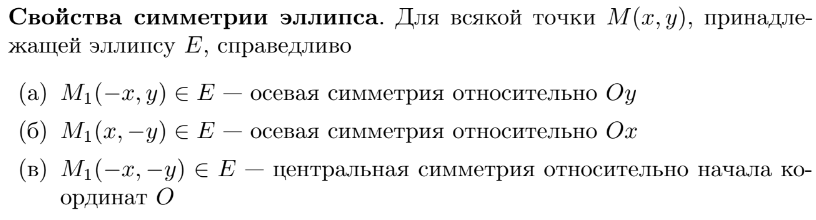 Свойства симметрии эллипса. Для всякой точки M(x, y), принадле-
жащей эллипсу E, справедливо
(а) M₁(−x, y) ∈ E — осевая симметрия относительно Oy
(б) M₁(x, −y) ∈ E — осевая симметрия относительно Ox
(в) M₁(−x, −y) ∈ E — центральная симметрия относительно начала ко-
ординат O